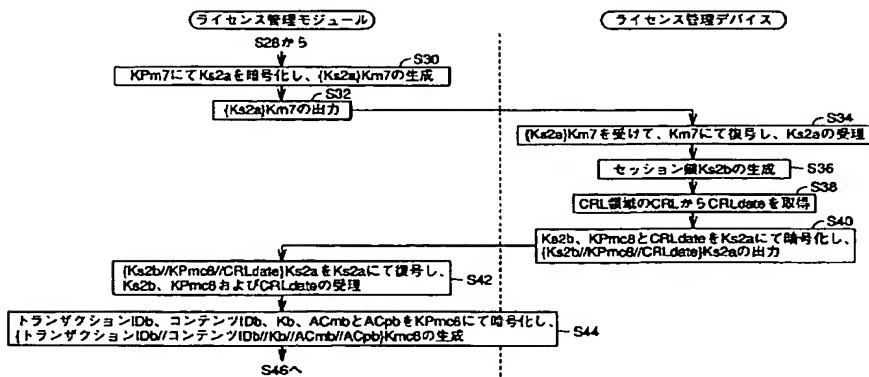 ライセンス管理モジュール
ライセンス管理デバイス
S28から
S30
KPm7にてKs2aを暗号化し、{Ks2a}Km7の生成
S32
{Ks2a}Km7の出力
S34
{Ks2a}Km7を受けて、Km7にて復号し、Ks2aの受理
セッション鍵Ks2bの生成
S36
S38
CRL領域のCRLからCRLdateを取得
S40
Ks2b、KPmc8とCRLdateをKs2aにて暗号化し、
{Ks2b//KPmc8//CRLdate}Ks2aの出力
{Ks2b//KPmc8//CRLdate}Ks2aをKs2aにて復号し、
Ks2b、KPmc8およびCRLdateの受理
S42
トランザクションIDb、コンテンツIDb、Kb、ACmbとACpbをKPmc8にて暗号化し、
{トランザクションIDb//コンテンツIDb//Kb//ACmb//ACpb}Kmc8の生成
S44
S46へ